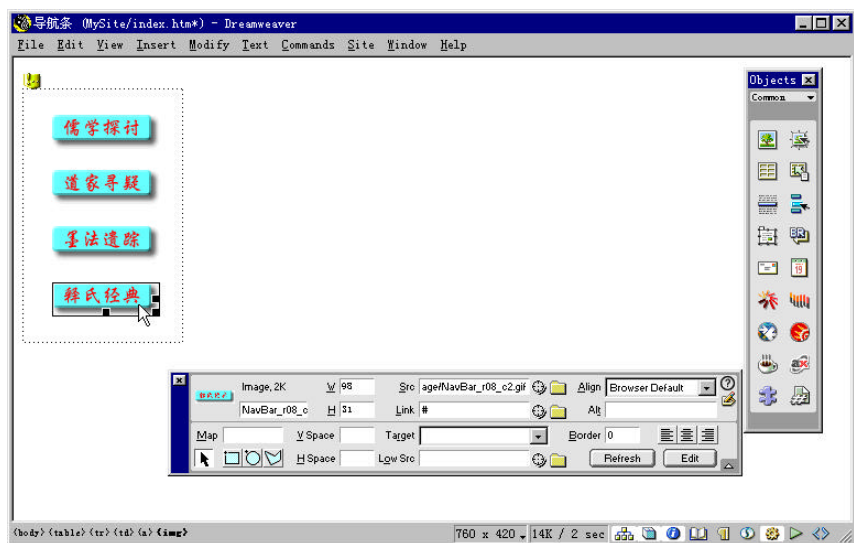 导航条 (MySite/index.htm*) - Dreamweaver
File Edit View Insert Modify Text Commands Site Window Help
Objects
Common
儒学探讨
道家寻疑
墨法遗踪
释氏经典
19
Image, 2K W 98 Src age/NavBar_r08_c2.gif Align Browser Default
NavBar_r08_c H 31 Link # Alt
Map V Space Target Border 0
H Space Low Src Refresh Edit
<body> <table> <tr> <td> <a> <img> 760 x 420 14K / 2 sec